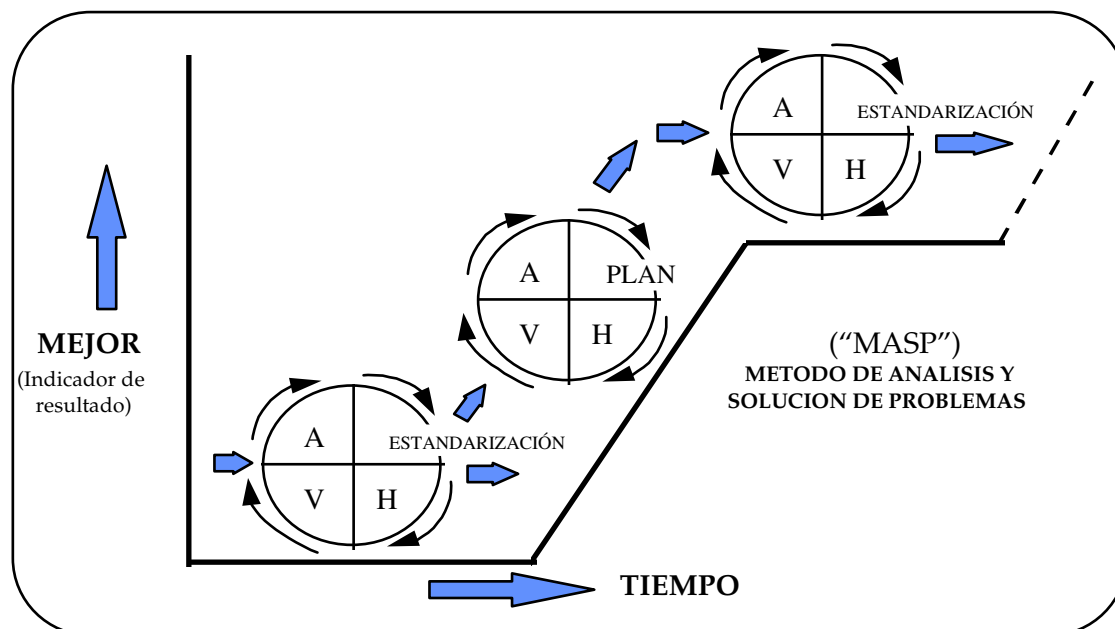 A
ESTANDARIZACIÓN
V
H
A
PLAN
V
H
MEJOR
(Indicador de
resultado)
(“MASP”)
METODO DE ANALISIS Y
SOLUCION DE PROBLEMAS
A
ESTANDARIZACIÓN
V
H
TIEMPO